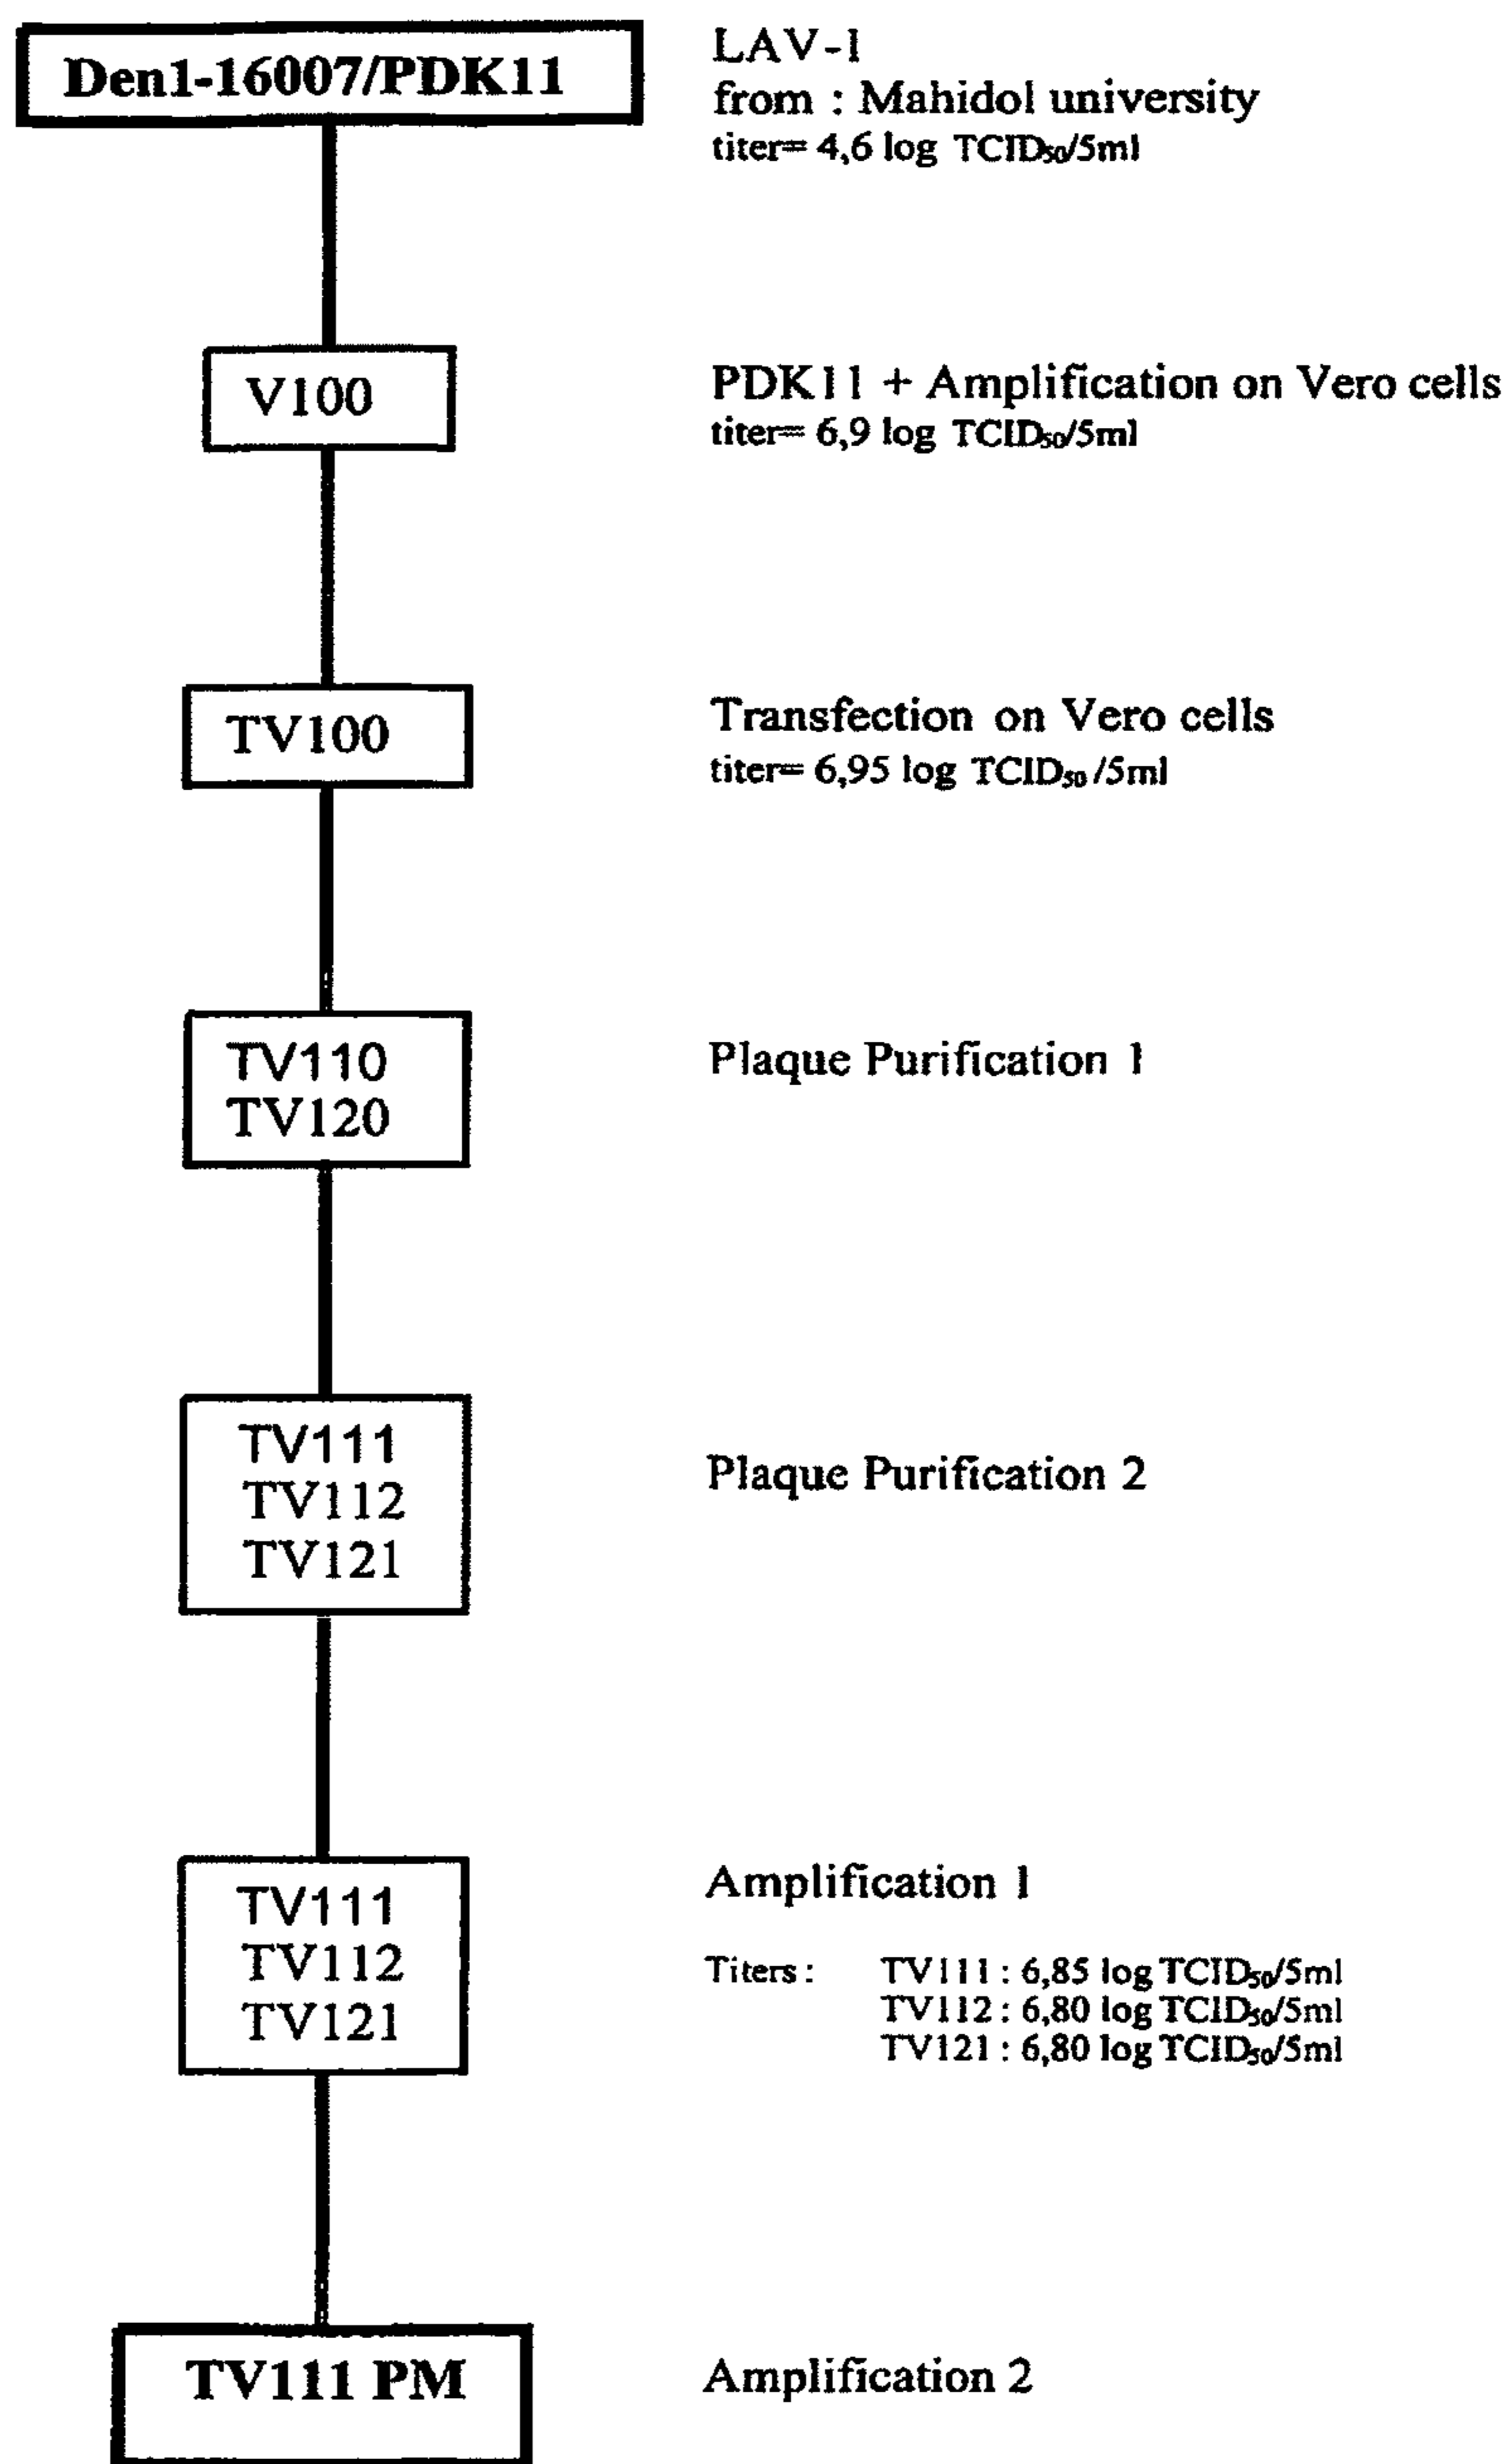 Den1-16007/PDK11
LAV-1
from : Mahidol university
titer= 4,6 log TCID₅₀/5ml
V100
PDK11 + Amplification on Vero cells
titer= 6,9 log TCID₅₀/5ml
TV100
Transfection on Vero cells
titer= 6,95 log TCID₅₀ /5ml
TV110
TV120
Plaque Purification 1
TV111
TV112
TV121
Plaque Purification 2
TV111
TV112
TV121
Amplification 1
Titers : TV111 : 6,85 log TCID₅₀/5ml
TV112 : 6,80 log TCID₅₀/5ml
TV121 : 6,80 log TCID₅₀/5ml
TV111 PM
Amplification 2